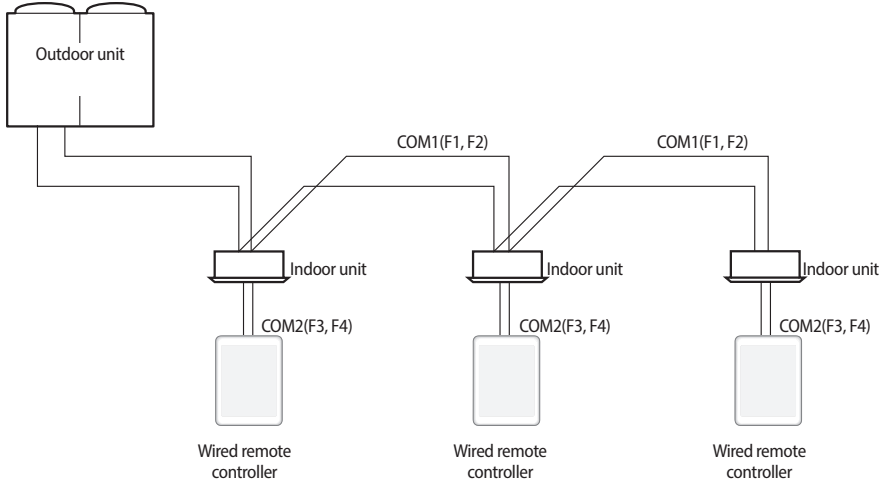 Outdoor unit
COM1(F1, F2)
COM1(F1, F2)
Indoor unit
Indoor unit
Indoor unit
COM2(F3, F4)
COM2(F3, F4)
COM2(F3, F4)
Wired remote
controller
Wired remote
controller
Wired remote
controller